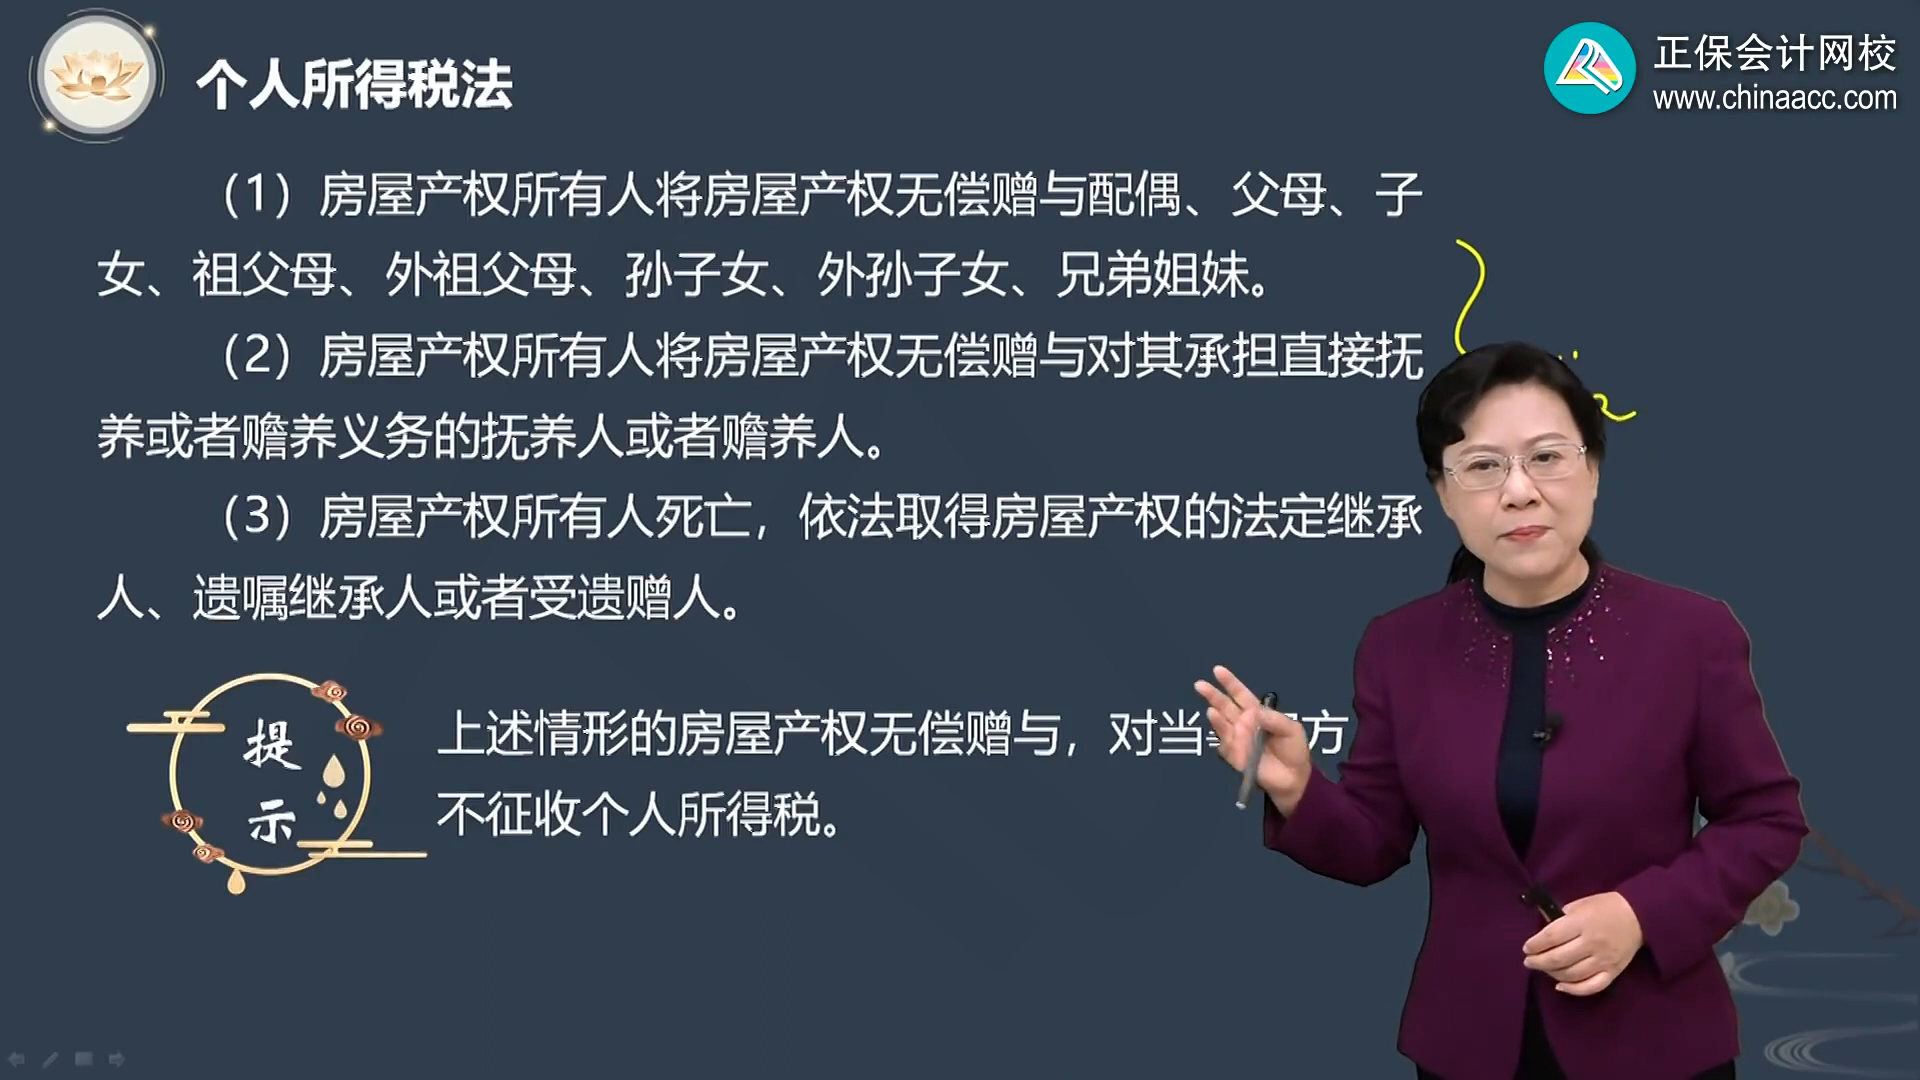 个人所得税法
正保会计网校
www.chinaacc.com
（1）房屋产权所有人将房屋产权无偿赠与配偶、父母、子
女、祖父母、外祖父母、孙子女、外孙子女、兄弟姐妹。
（2）房屋产权所有人将房屋产权无偿赠与对其承担直接抚
养或者赡养义务的抚养人或者赡养人。
（3）房屋产权所有人死亡，依法取得房屋产权的法定继承
人、遗嘱继承人或者受遗赠人。
提示
上述情形的房屋产权无偿赠与，对当 方
不征收个人所得税。